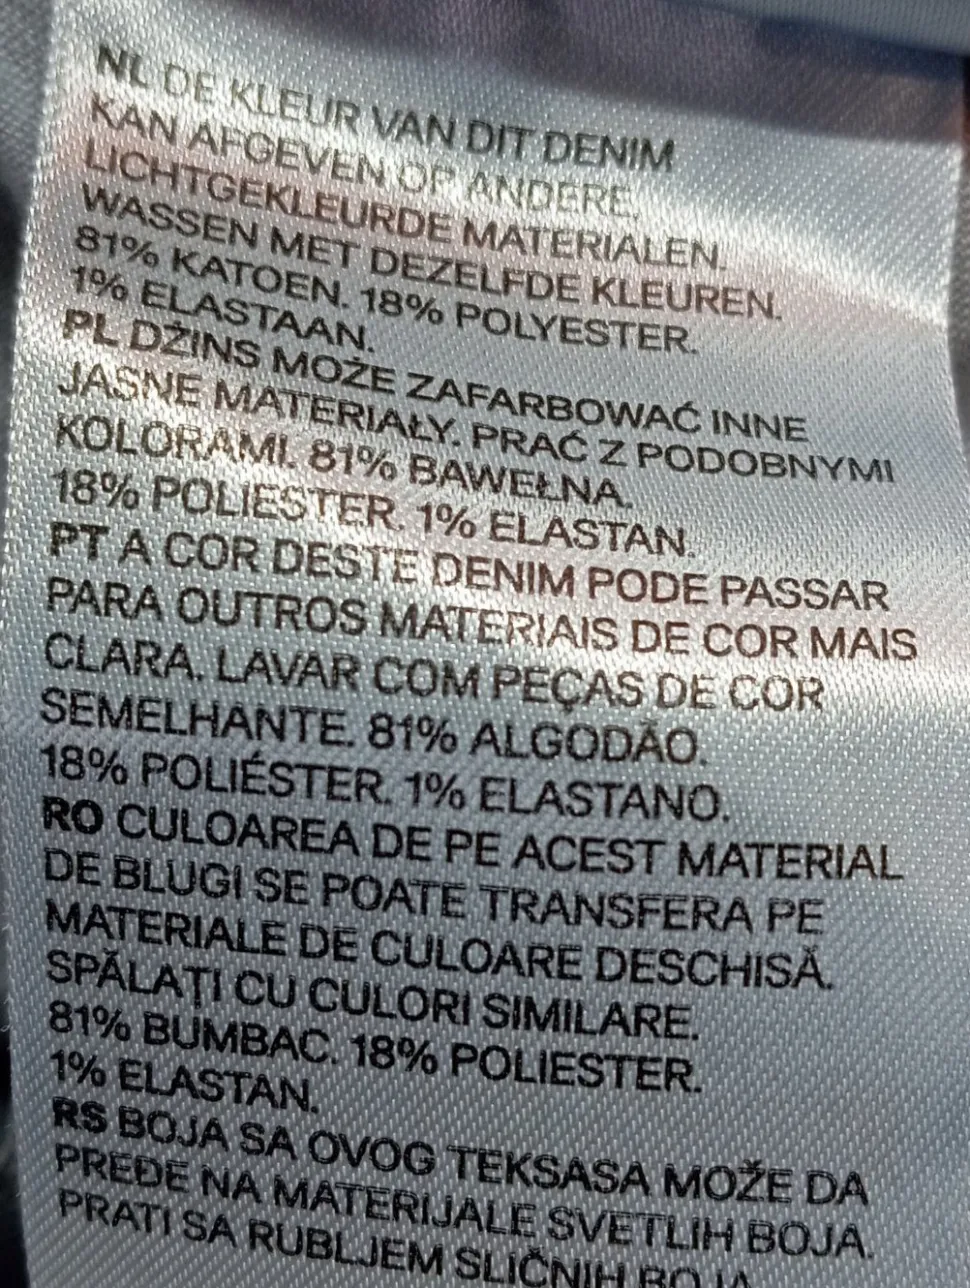 NL DE KLEUR VAN DIT DENIM
KAN AFGEVEN OP ANDERE,
LICHTGEKLEURDE MATERIALEN.
WASSEN MET DEZELFDE KLEUREN.
81% KATOEN. 18% POLYESTER.
1% ELASTAAN.
PL DŻINS MOŻE ZAFARBOWAĆ INNE
JASNE MATERIAŁY. PRAĆ Z PODOBNYMI
KOLORAMI. 81% BAWEŁNA.
18% POLIESTER. 1% ELASTAN.
PT A COR DESTE DENIM PODE PASSAR
PARA OUTROS MATERIAIS DE COR MAIS
CLARA. LAVAR COM PEÇAS DE COR
SEMELHANTE. 81% ALGODÃO.
18% POLIÉSTER. 1% ELASTANO.
RO CULOAREA DE PE ACEST MATERIAL
DE BLUGI SE POATE TRANSFERA PE
MATERIALE DE CULOARE DESCHISĂ.
SPĂLAȚI CU CULORI SIMILARE.
81% BUMBAC. 18% POLIESTER.
1% ELASTAN.
RS BOJA SA OVOG TEKSASA MOŽE DA
PREĐE NA MATERIJALE SVETLIH BOJA.
PRATI SA RUBLJEM SLIČNIH BOJA.